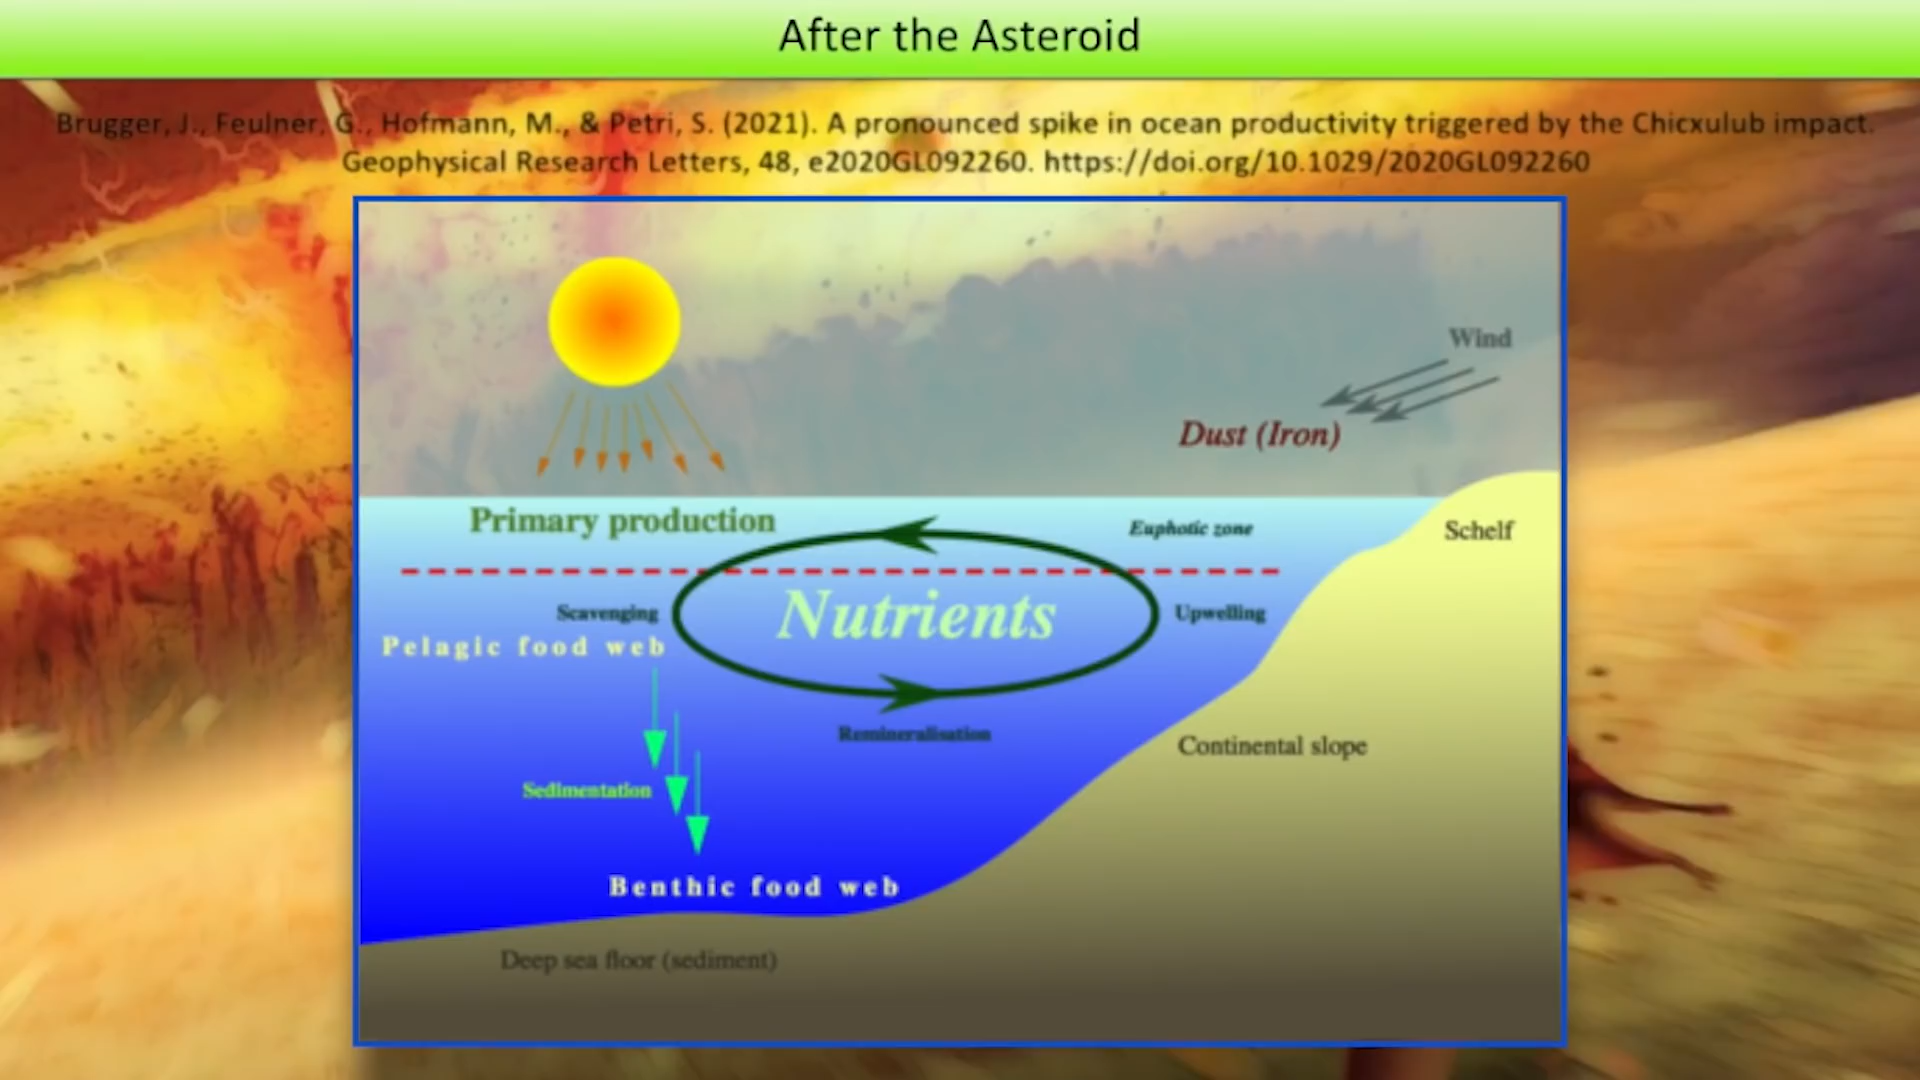 After the Asteroid
Brugger, J., Feulner, G., Hofmann, M., & Petri, S. (2021). A pronounced spike in ocean productivity triggered by the Chicxulub impact.
Geophysical Research Letters, 48, e2020GL092260. https://doi.org/10.1029/2020GL092260
Wind
Dust (Iron)
Primary production
Euphotic zone
Schelf
Nutrients
Scavenging
Upwelling
Pelagic food web
Remineralisation
Continental slope
Sedimentation
Benthic food web
Deep sea floor (sediment)